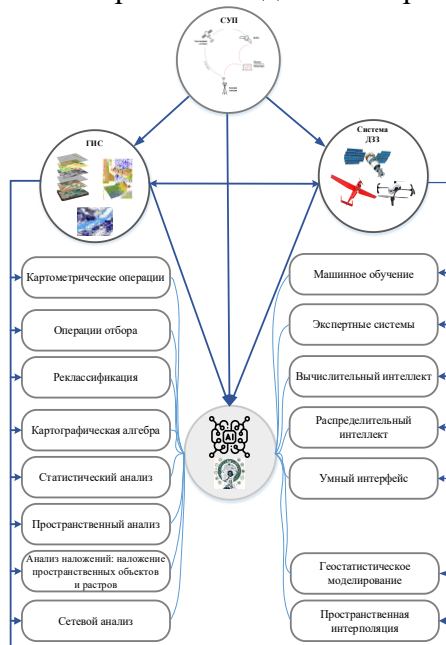 СУП
ГИС
Система
ДЗЗ
Картометрические операции
Операции отбора
Реклассификация
Картографическая алгебра
Статистический анализ
Пространственный анализ
Анализ наложений: наложение
пространственных объектов
и растров
Сетевой анализ
AI
Машинное обучение
Экспертные системы
Вычислительный интеллект
Распределительный
интеллект
Умный интерфейс
Геостатистическое
моделирование
Пространственная
интерполяция